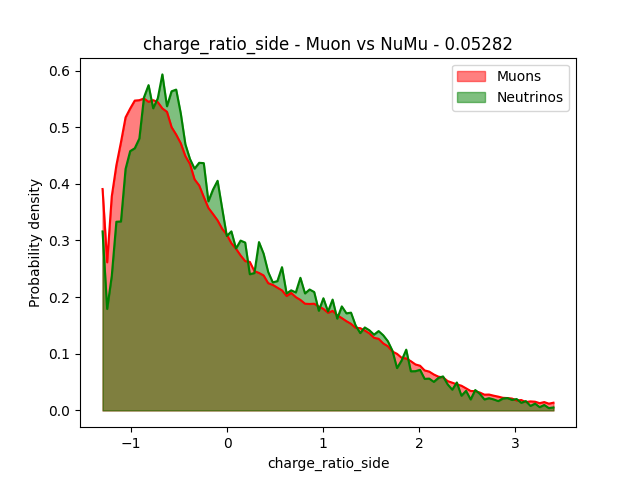 charge_ratio_side - Muon vs NuMu - 0.05282
Muons
Neutrinos
Probability density
0.6
0.5
0.4
0.3
0.2
0.1
0.0
−1
0
1
2
3
charge_ratio_side